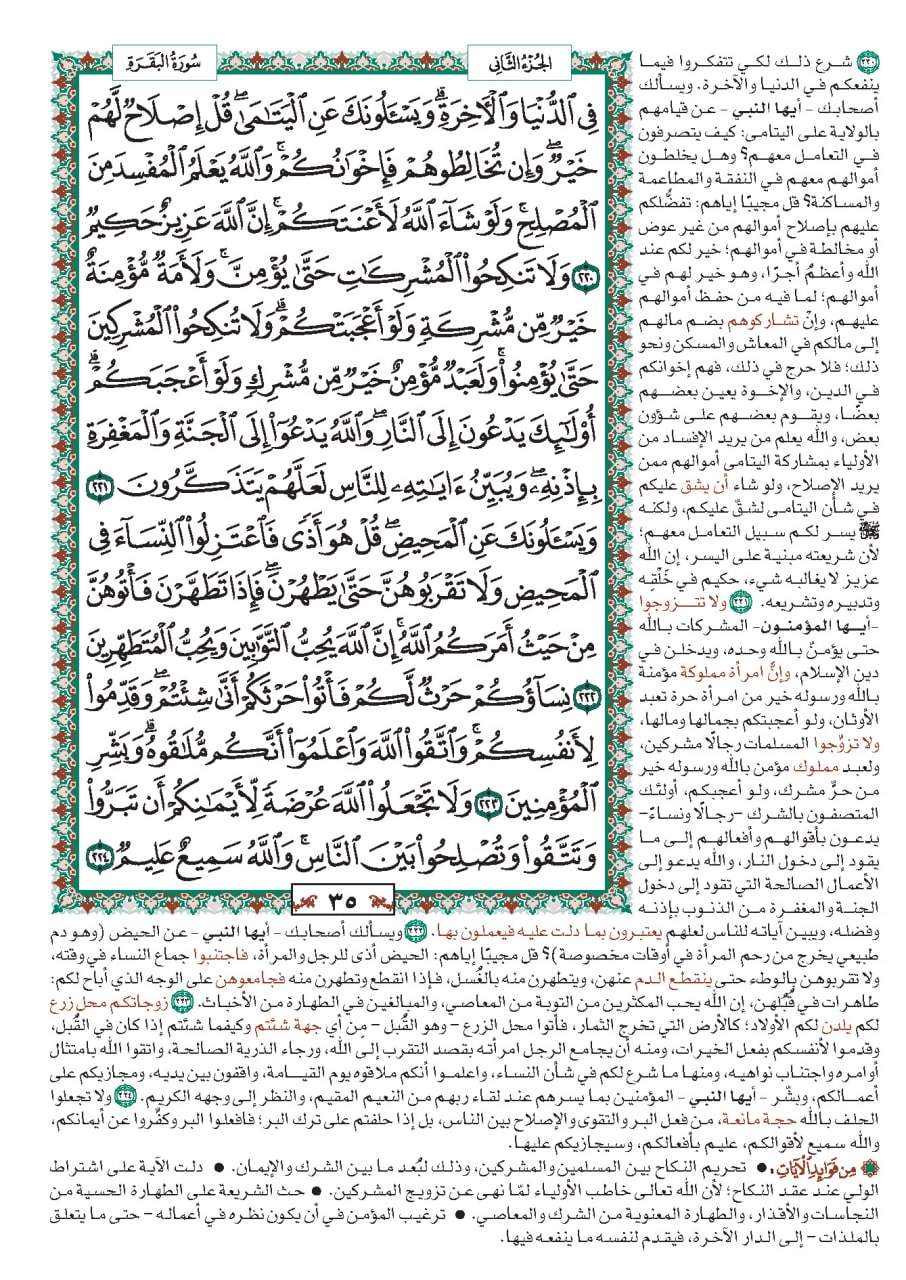 سُورَةُ البَقَرَةِ
الجُزْءُ الثَّانِي
فِي ٱلدُّنْيَا وَٱلْأٓخِرَةِۗ وَيَسْـَٔلُونَكَ عَنِ ٱلْيَتَٰمَىٰۖ قُلْ إِصْلَاحٌ لَّهُمْ
خَيْرٌۖ وَإِن تُخَالِطُوهُمْ فَإِخْوَٰنُكُمْۚ وَٱللَّهُ يَعْلَمُ ٱلْمُفْسِدَ مِنَ
ٱلْمُصْلِحِۚ وَلَوْ شَآءَ ٱللَّهُ لَأَعْنَتَكُمْۚ إِنَّ ٱللَّهَ عَزِيزٌ حَكِيمٌ
٢٢٠ وَلَا تَنكِحُوا۟ ٱلْمُشْرِكَٰتِ حَتَّىٰ يُؤْمِنَّۚ وَلَأَمَةٌ مُّؤْمِنَةٌ
خَيْرٌ مِّن مُّشْرِكَةٍ وَلَوْ أَعْجَبَتْكُمْۗ وَلَا تُنكِحُوا۟ ٱلْمُشْرِكِينَ
حَتَّىٰ يُؤْمِنُوا۟ۚ وَلَعَبْدٌ مُّؤْمِنٌ خَيْرٌ مِّن مُّشْرِكٍ وَلَوْ أَعْجَبَكُمْۗ
أُو۟لَٰٓئِكَ يَدْعُونَ إِلَى ٱلنَّارِۖ وَٱللَّهُ يَدْعُوٓا۟ إِلَى ٱلْجَنَّةِ وَٱلْمَغْفِرَةِ
بِإِذْنِهِۦۖ وَيُبَيِّنُ ءَايَٰتِهِۦ لِلنَّاسِ لَعَلَّهُمْ يَتَذَكَّرُونَ ٢٢١
وَيَسْـَٔلُونَكَ عَنِ ٱلْمَحِيضِۖ قُلْ هُوَ أَذًى فَٱعْتَزِلُوا۟ ٱلنِّسَآءَ فِي
ٱلْمَحِيضِ وَلَا تَقْرَبُوهُنَّ حَتَّىٰ يَطْهُرْنَۖ فَإِذَا تَطَهَّرْنَ فَأْتُوهُنَّ
مِنْ حَيْثُ أَمَرَكُمُ ٱللَّهُۚ إِنَّ ٱللَّهَ يُحِبُّ ٱلتَّوَّٰبِينَ وَيُحِبُّ ٱلْمُتَطَهِّرِينَ
٢٢٢ نِسَآؤُكُمْ حَرْثٌ لَّكُمْ فَأْتُوا۟ حَرْثَكُمْ أَنَّىٰ شِئْتُمْۖ وَقَدِّمُوا۟
لِأَنفُسِكُمْۚ وَٱتَّقُوا۟ ٱللَّهَ وَٱعْلَمُوٓا۟ أَنَّكُم مُّلَٰقُوهُۗ وَبَشِّرِ
ٱلْمُؤْمِنِينَ ٢٢٣ وَلَا تَجْعَلُوا۟ ٱللَّهَ عُرْضَةً لِّأَيْمَٰنِكُمْ أَن تَبَرُّوا۟
وَتَتَّقُوا۟ وَتُصْلِحُوا۟ بَيْنَ ٱلنَّاسِۚ وَٱللَّهُ سَمِيعٌ عَلِيمٌ ٢٢٤
٣٥
٢٢٠ شرع ذلك لكي تتفكروا فيما
ينفعكم في الدنيا والآخرة. ويسألك
أصحابك - أيها النبي - عن قيامهم
بالولاية على اليتامى: كيف يتصرفون
في التعامل معهم؟ وهل يخلطون
أموالهم معهم في النفقة والمطاعمة
والمساكنة؟ قل مجيبًا إياهم: تفضُّلكم
عليهم بإصلاح أموالهم من غير عوض
أو مخالطة في أموالهم؛ خير لكم عند
الله وأعظمُ أجرًا، وهو خير لهم في
أموالهم؛ لما فيه من حفظ أموالهم
عليهم، وإنْ تشاركوهم بضم مالهم
إلى مالكم في المعاش والمسكن ونحو
ذلك؛ فلا حرج في ذلك، فهم إخوانكم
في الدين، والإخوة يعين بعضهم
بعضًا، ويقوم بعضهم على شؤون
بعض، والله يعلم من يريد الإفساد من
الأولياء بمشاركة اليتامى أموالهم ممن
يريد الإصلاح، ولو شاء أن يشق عليكم
في شأن اليتامى لشقَّ عليكم، ولكنه
يسر لكم سبيل التعامل معهم؛
لأن شريعته مبنية على اليسر، إن الله
عزيز لا يغالبه شيء، حكيم في خَلْقِه
وتدبيره وتشريعه. ٢٢١ ولا تتزوجوا
-أيها المؤمنون- المشركات بالله
حتى يؤمنَّ بالله وحده، ويدخلن في
دين الإسلام، وإنَّ امرأة مملوكة مؤمنة
بالله ورسوله خير من امرأة حرة تعبد
الأوثان، ولو أعجبتكم بجمالها ومالها،
ولا تزوِّجوا المسلمات رجالًا مشركين،
ولعبد مملوك مؤمن بالله ورسوله خير
من حرٍّ مشرك، ولو أعجبكم، أولئك
المتصفون بالشرك -رجالًا ونساءً-
يدعون بأقوالهم وأفعالهم إلى ما
يقود إلى دخول النار، والله يدعو إلى
الأعمال الصالحة التي تقود إلى دخول
الجنة والمغفرة من الذنوب بإذنه
وفضله، ويبين آياته للناس لعلهم يعتبرون بما دلت عليه فيعملون بها. ٢٢٢ ويسألك أصحابك - أيها النبي - عن الحيض (وهو دم
طبيعي يخرج من رحم المرأة في أوقات مخصوصة)؟ قل مجيبًا إياهم: الحيض أذى للرجل والمرأة، فاجتنبوا جماع النساء في وقته،
ولا تقربوهن بالوطء حتى ينقطع الدم عنهن، ويتطهرن منه بالغُسل، فإذا انقطع وتطهرن منه فجامعوهن على الوجه الذي أباح لكم:
طاهرات في قُبُلهن، إن الله يحب المكثرين من التوبة من المعاصي، والمبالغين في الطهارة من الأخباث. ٢٢٣ زوجاتكم محل زرع
لكم يلدن لكم الأولاد؛ كالأرض التي تخرج الثمار، فأتوا محل الزرع - وهو القُبل - مِن أي جهة شئتم وكيفما شئتم إذا كان في القُبل،
وقدموا لأنفسكم بفعل الخيرات، ومنه أن يجامع الرجل امرأته بقصد التقرب إلى الله، ورجاء الذرية الصالحة، واتقوا الله بامتثال
أوامره واجتناب نواهيه، ومنها ما شرع لكم في شأن النساء، واعلموا أنكم ملاقوه يوم القيامة، واقفون بين يديه، ومجازيكم على
أعمالكم، وبشِّر - أيها النبي - المؤمنين بما يسرهم عند لقاء ربهم من النعيم المقيم، والنظر إلى وجهه الكريم. ٢٢٤ ولا تجعلوا
الحلف بالله حجة مانعة، من فعل البر والتقوى والإصلاح بين الناس، بل إذا حلفتم على ترك البر؛ فافعلوا البر وكفِّروا عن أيمانكم،
والله سميع لأقوالكم، عليم بأفعالكم، وسيجازيكم عليها.
مِن فَوَائِدِ الآيَاتِ: • تحريم النكاح بين المسلمين والمشركين، وذلك لبُعد ما بين الشرك والإيمان. • دلت الآية على اشتراط
الولي عند عقد النكاح؛ لأن الله تعالى خاطب الأولياء لمّا نهى عن تزويج المشركين. • حث الشريعة على الطهارة الحسية من
النجاسات والأقذار، والطهارة المعنوية من الشرك والمعاصي. • ترغيب المؤمن في أن يكون نظره في أعماله - حتى ما يتعلق
بالملذات - إلى الدار الآخرة، فيقدم لنفسه ما ينفعه فيها.